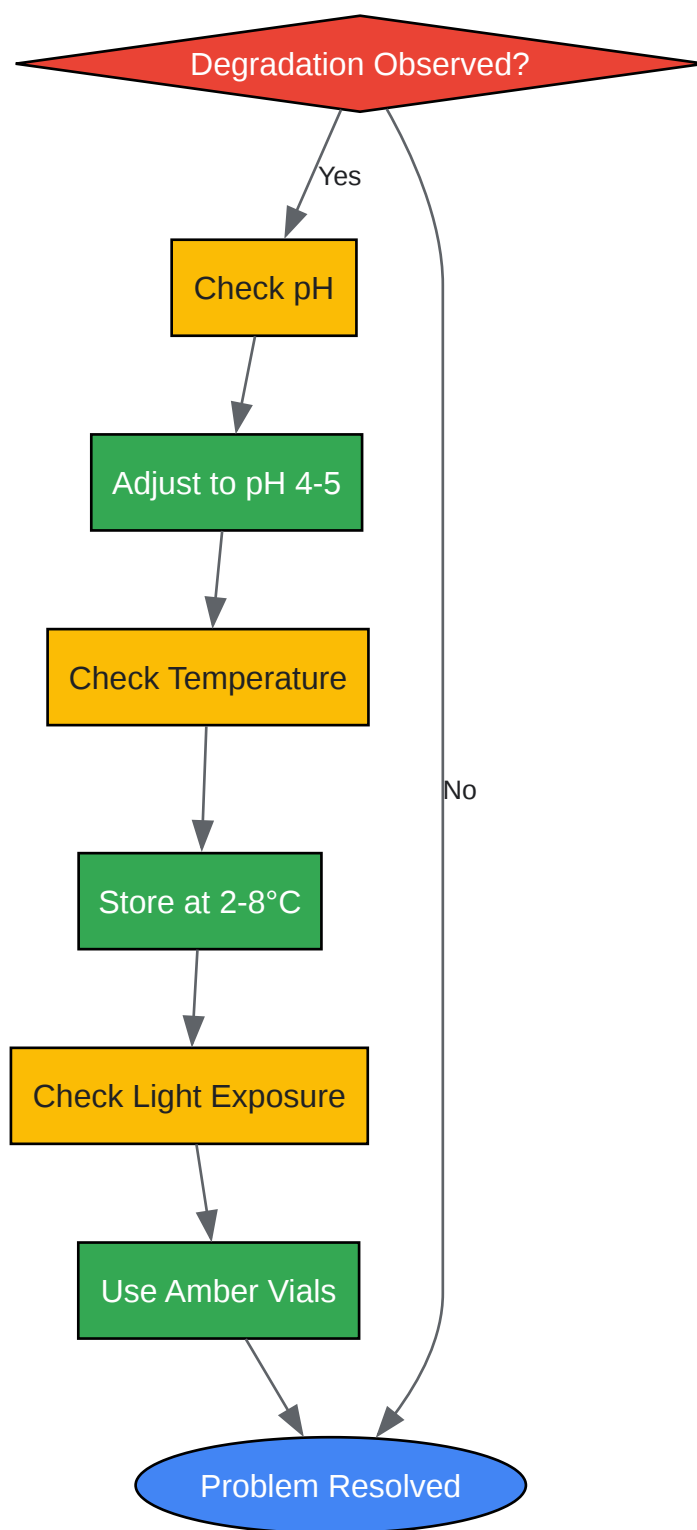 Degradation Observed?
Yes
Check pH
Adjust to pH 4-5
Check Temperature
No
Store at 2-8°C
Check Light Exposure
Use Amber Vials
Problem Resolved